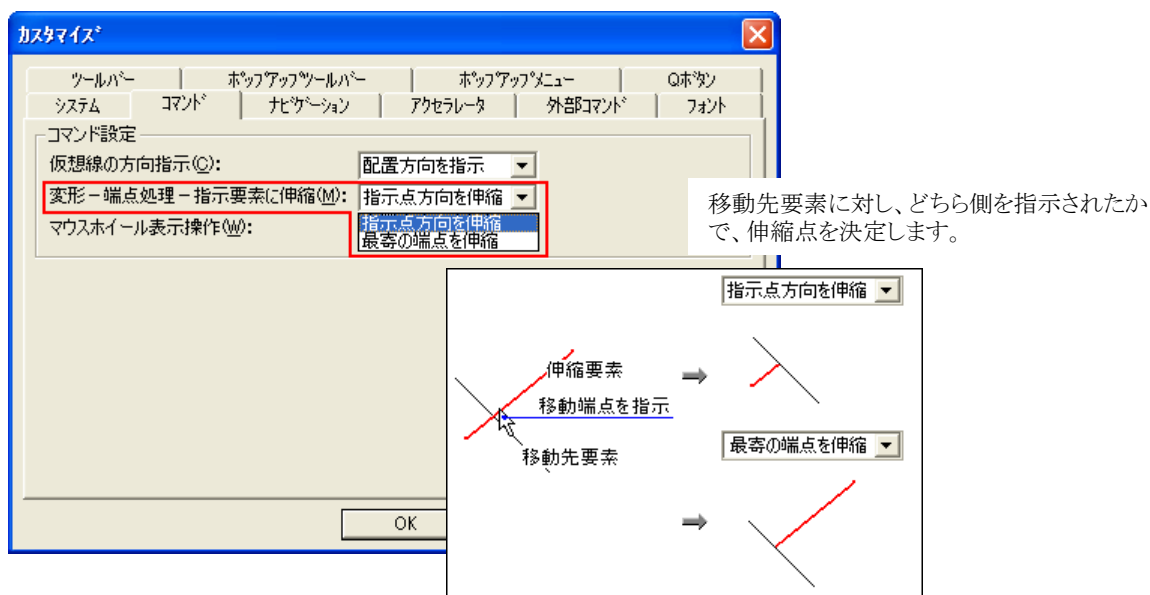 カスタマイズ
ツールバー ポップアップツールバー ポップアップメニュー Qボタン
システム コマンド ナビゲーション アクセラレータ 外部コマンド フォント
コマンド設定
仮想線の方向指示(C): 配置方向を指示
変形－端点処理－指示要素に伸縮(M): 指示点方向を伸縮
マウスホイール表示操作(W):
指示点方向を伸縮
最寄の端点を伸縮
移動先要素に対し、どちら側を指示されたか
で、伸縮点を決定します。
指示点方向を伸縮
伸縮要素
移動端点を指示
移動先要素
最寄の端点を伸縮
OK